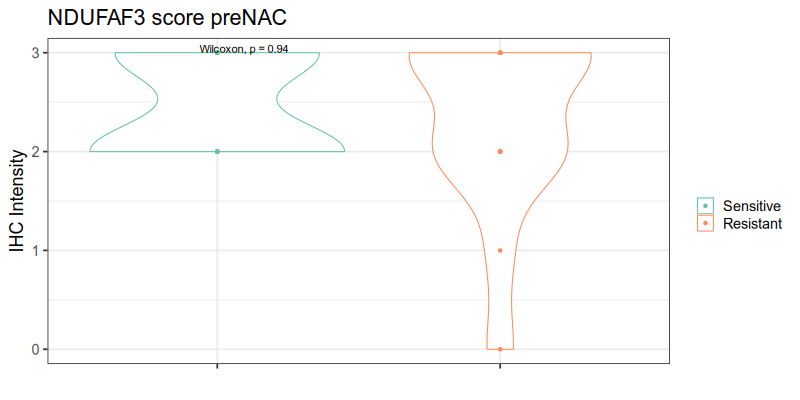 NDUFAF3 score preNAC
Wilcoxon, p = 0.94
3
2
1
0
IHC Intensity
Sensitive
Resistant